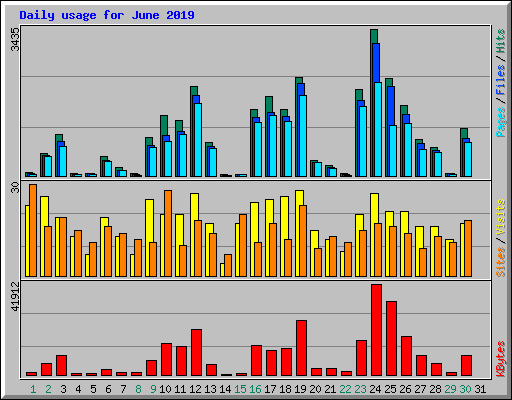 Daily usage for June 2019
3435
Pages / Files / Hits
30
Sites / Visits
41912
KBytes
1 2 3 4 5 6 7 8 9 10 11 12 13 14 15 16 17 18 19 20 21 22 23 24 25 26 27 28 29 30 31